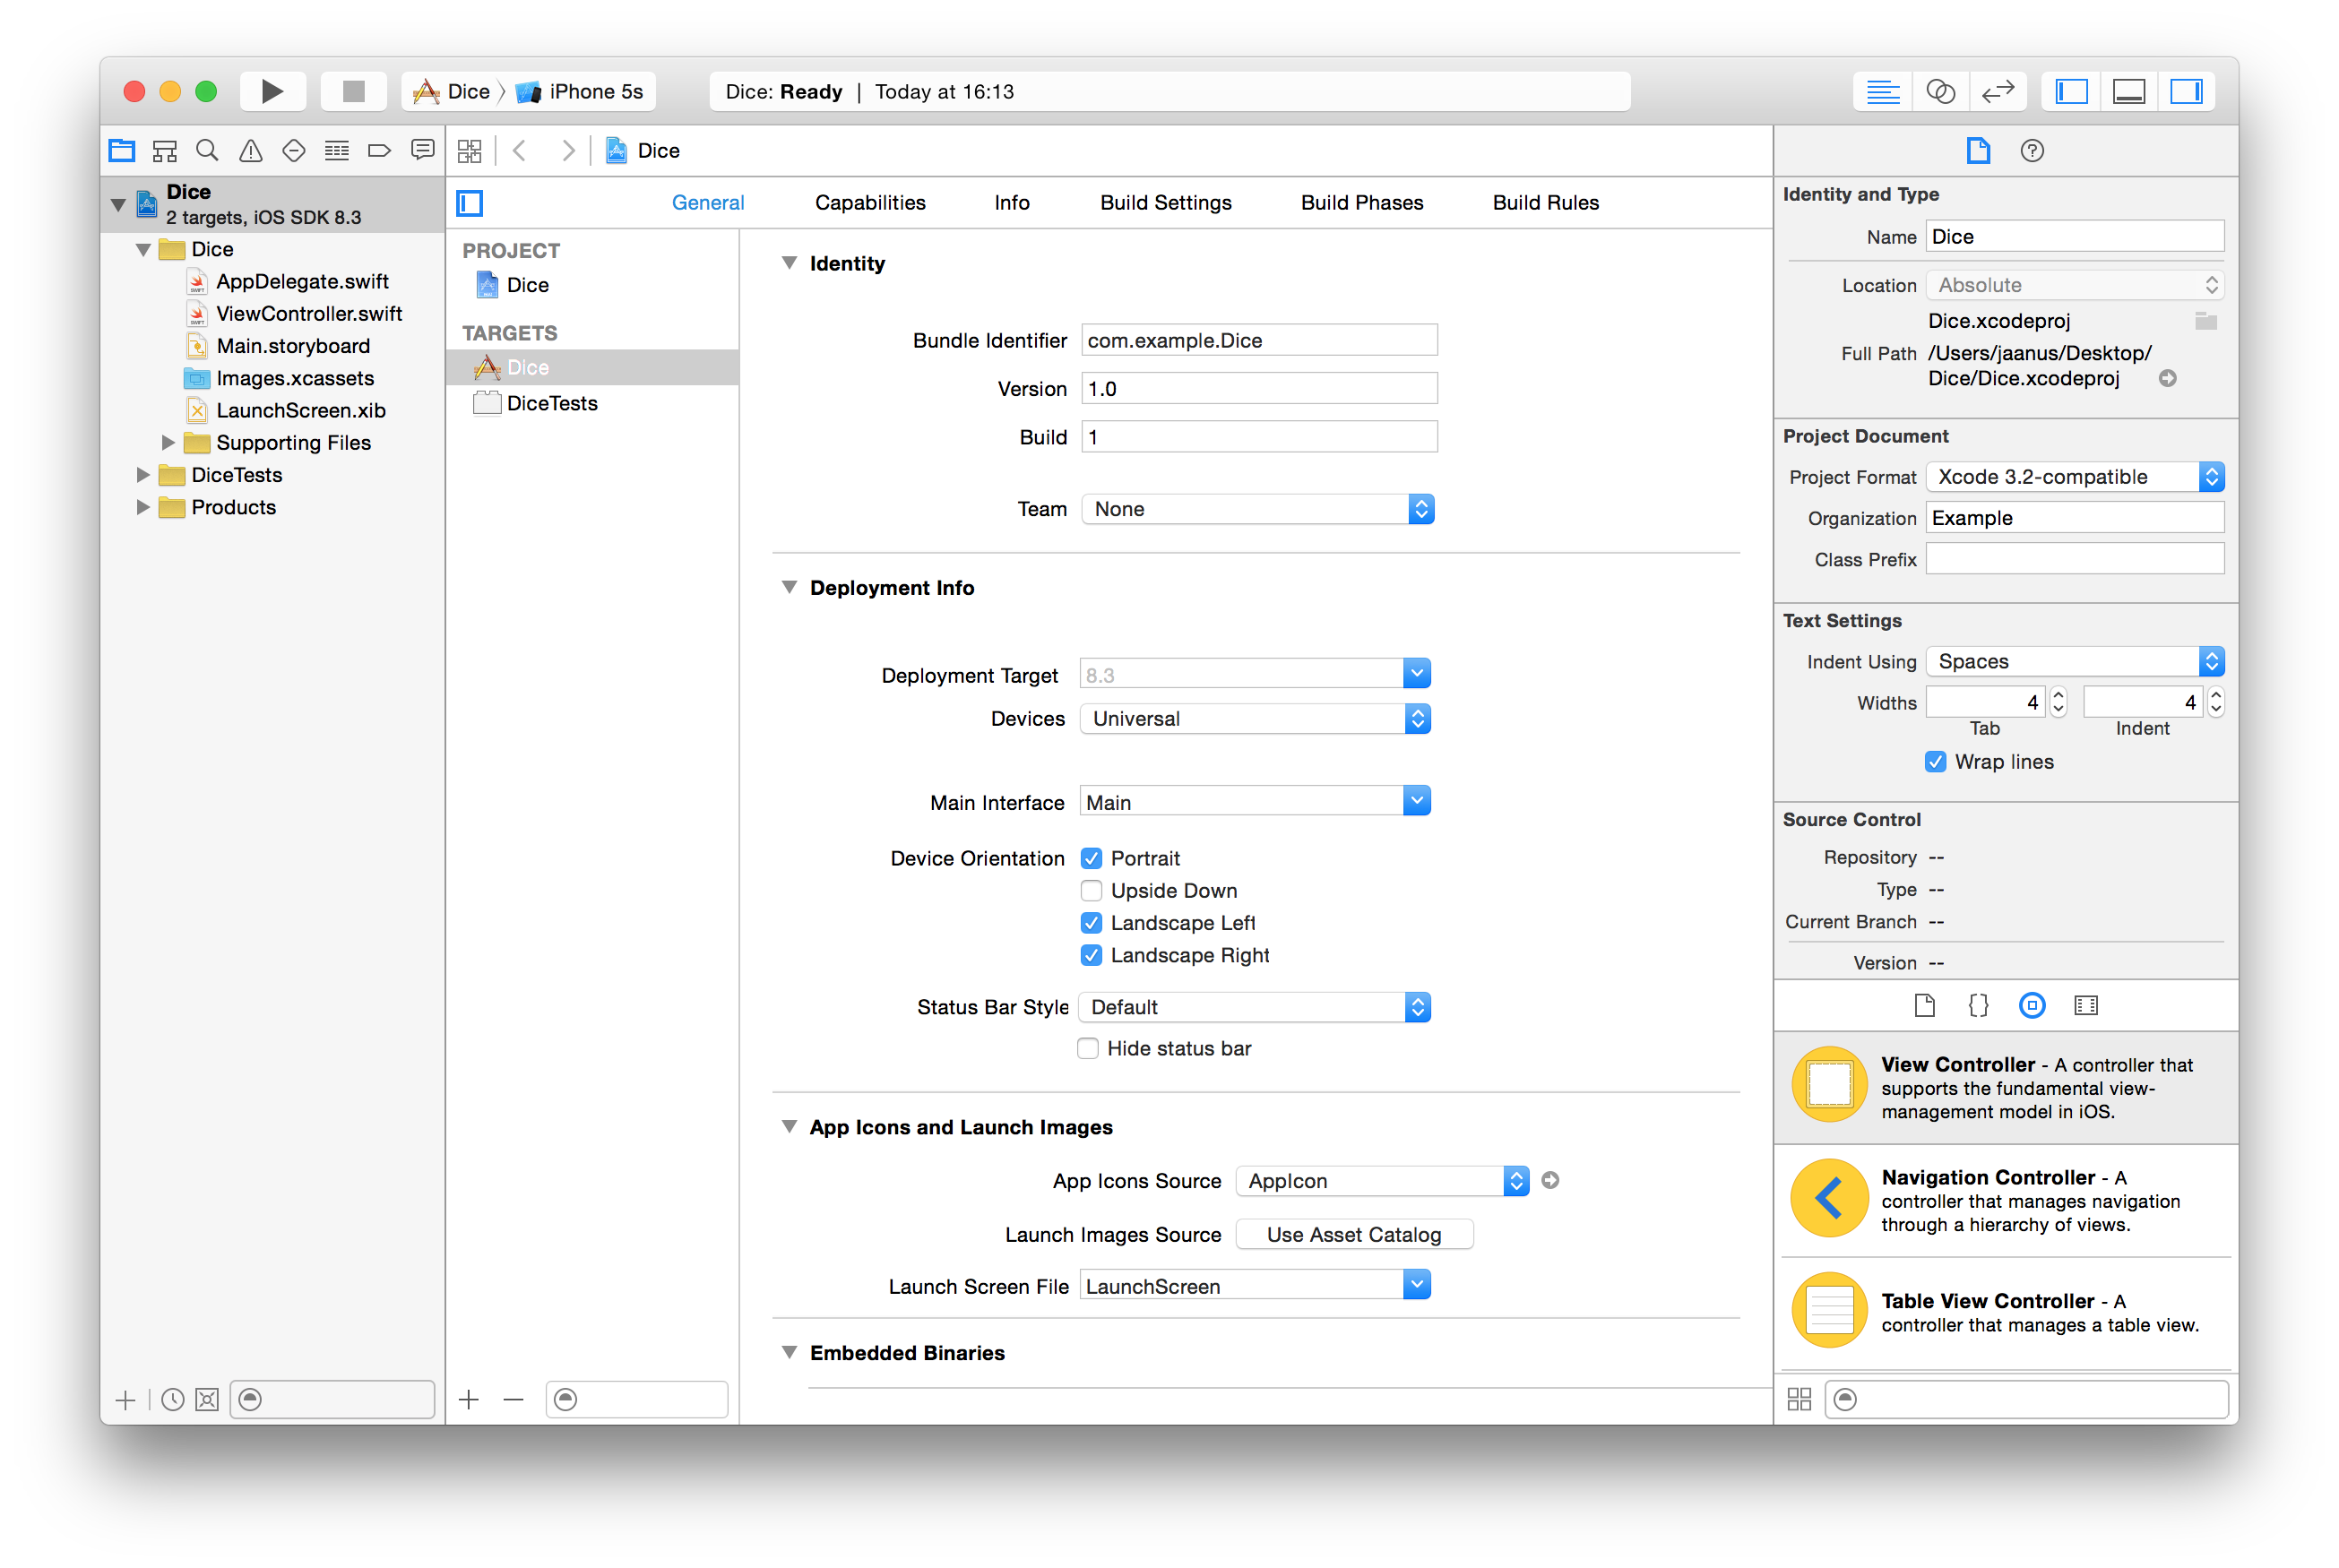 Dice
iPhone 5s
Dice: Ready | Today at 16:13
Dice
2 targets, iOS SDK 8.3
Dice
AppDelegate.swift
ViewController.swift
Main.storyboard
Images.xcassets
LaunchScreen.xib
Supporting Files
DiceTests
Products
Dice
General
Capabilities
Info
Build Settings
Build Phases
Build Rules
PROJECT
Dice
TARGETS
Dice
DiceTests
Identity
Bundle Identifier com.example.Dice
Version 1.0
Build 1
Team None
Deployment Info
Deployment Target 8.3
Devices Universal
Main Interface Main
Device Orientation Portrait
Upside Down
Landscape Left
Landscape Right
Status Bar Style Default
Hide status bar
App Icons and Launch Images
App Icons Source AppIcon
Launch Images Source Use Asset Catalog
Launch Screen File LaunchScreen
Embedded Binaries
Identity and Type
Name Dice
Location Absolute
Dice.xcodeproj
Full Path /Users/jaanus/Desktop/
Dice/Dice.xcodeproj
Project Document
Project Format Xcode 3.2-compatible
Organization Example
Class Prefix
Text Settings
Indent Using Spaces
Widths 4 4
Tab Indent
Wrap lines
Source Control
Repository --
Type --
Current Branch --
Version --
View Controller - A controller that
supports the fundamental view-
management model in iOS.
Navigation Controller - A
controller that manages navigation
through a hierarchy of views.
Table View Controller - A
controller that manages a table view.